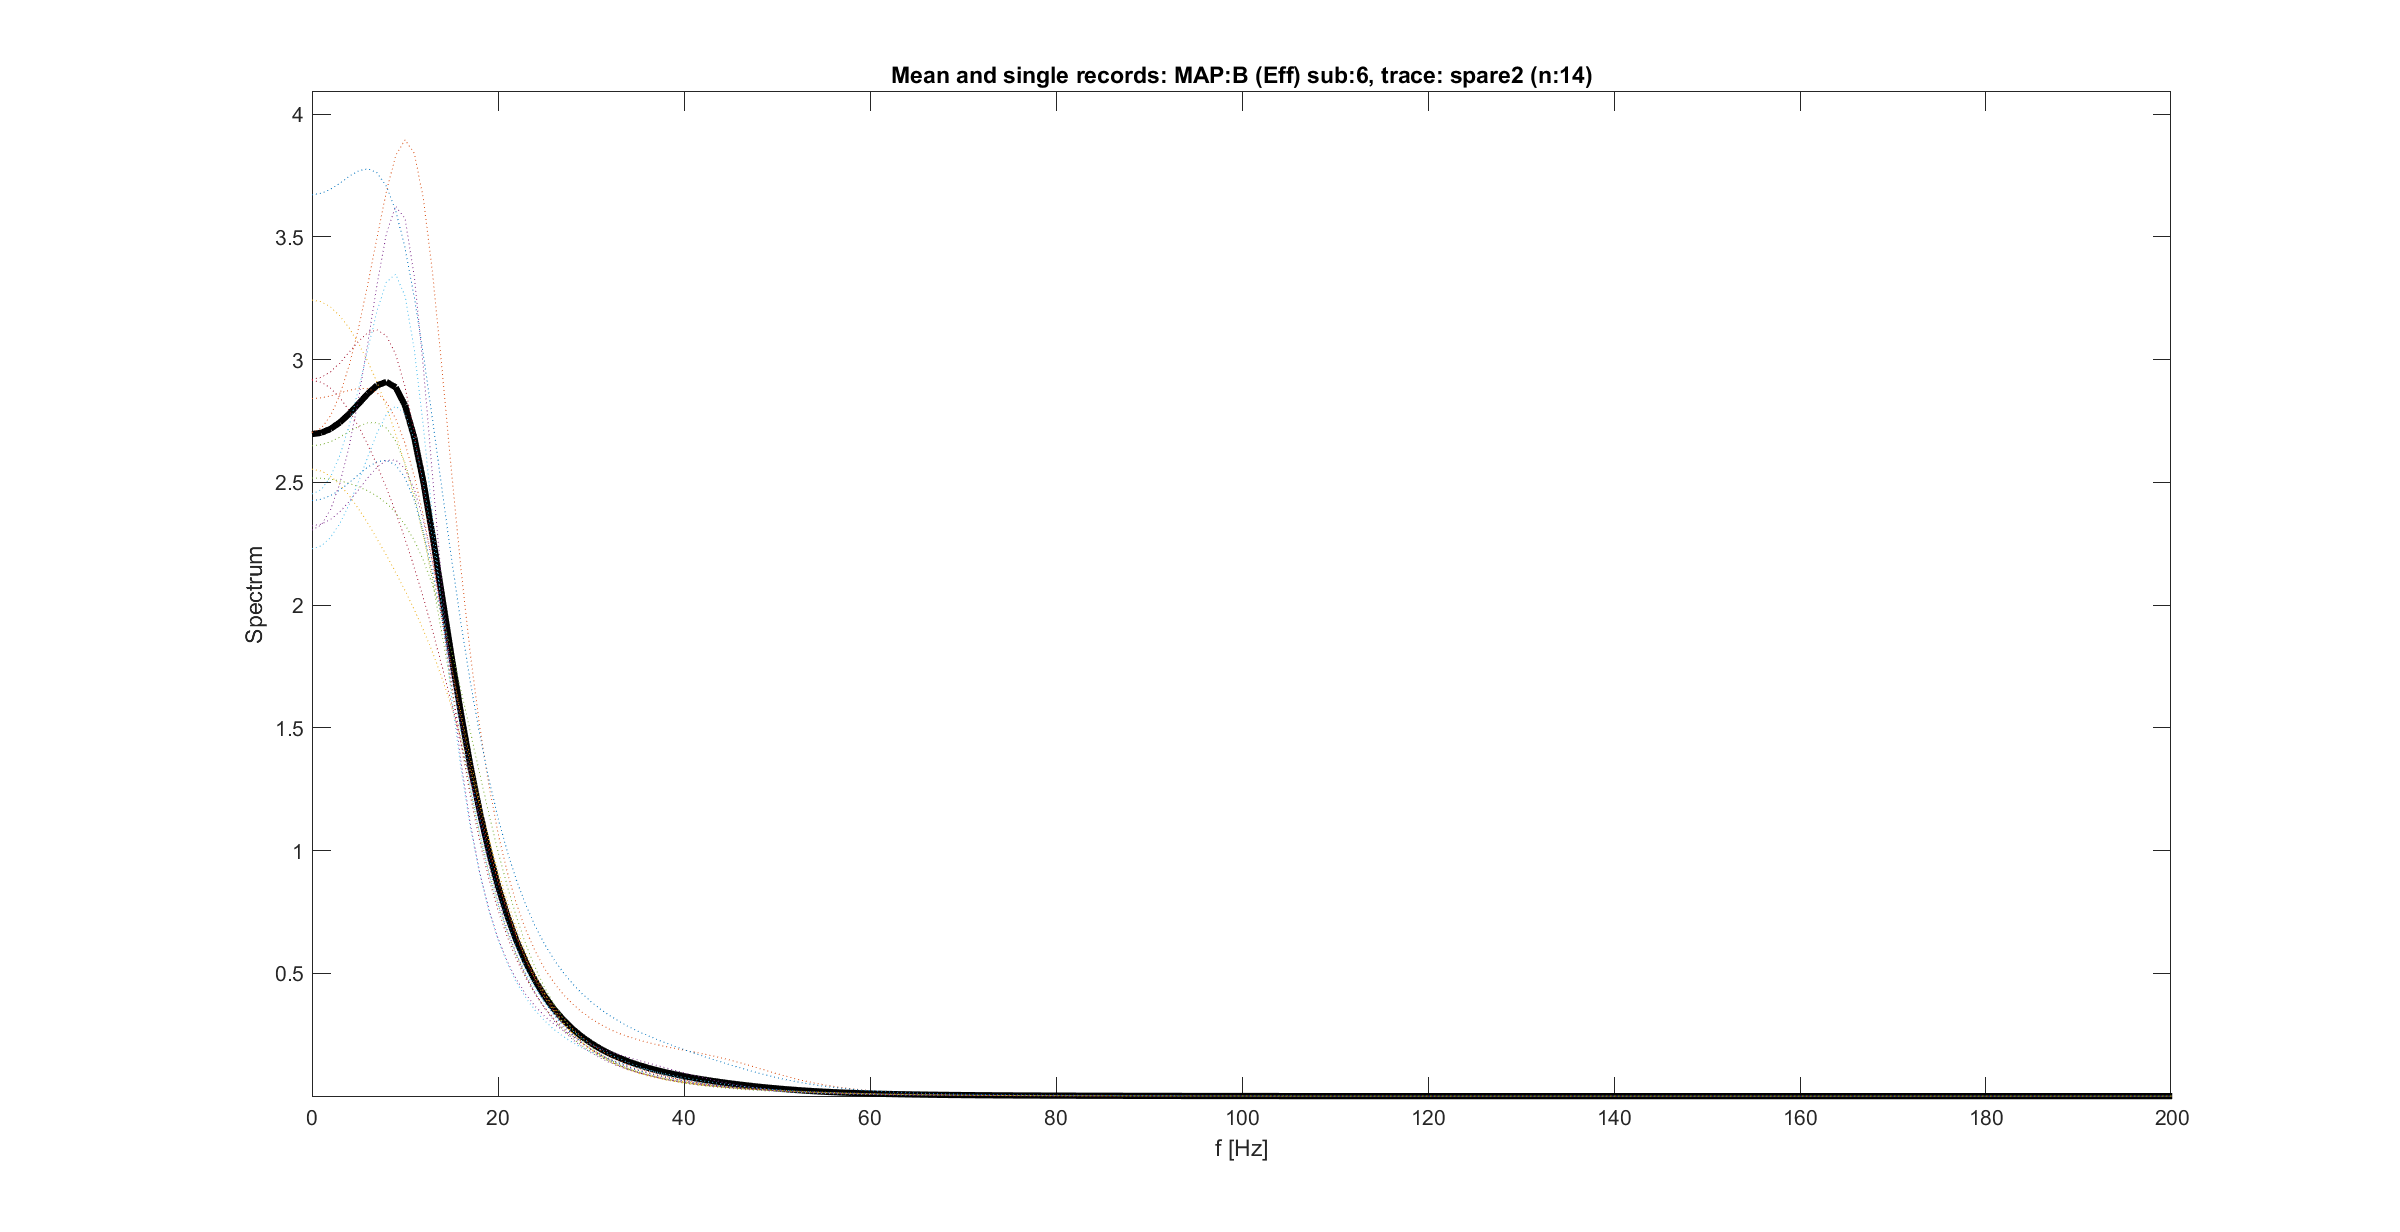 Mean and single records: MAP:B (Eff) sub:6, trace: spare2 (n:14)
4
3.5
3
2.5
2
1.5
1
0.5
Spectrum
0 20 40 60 80 100 120 140 160 180 200
f [Hz]